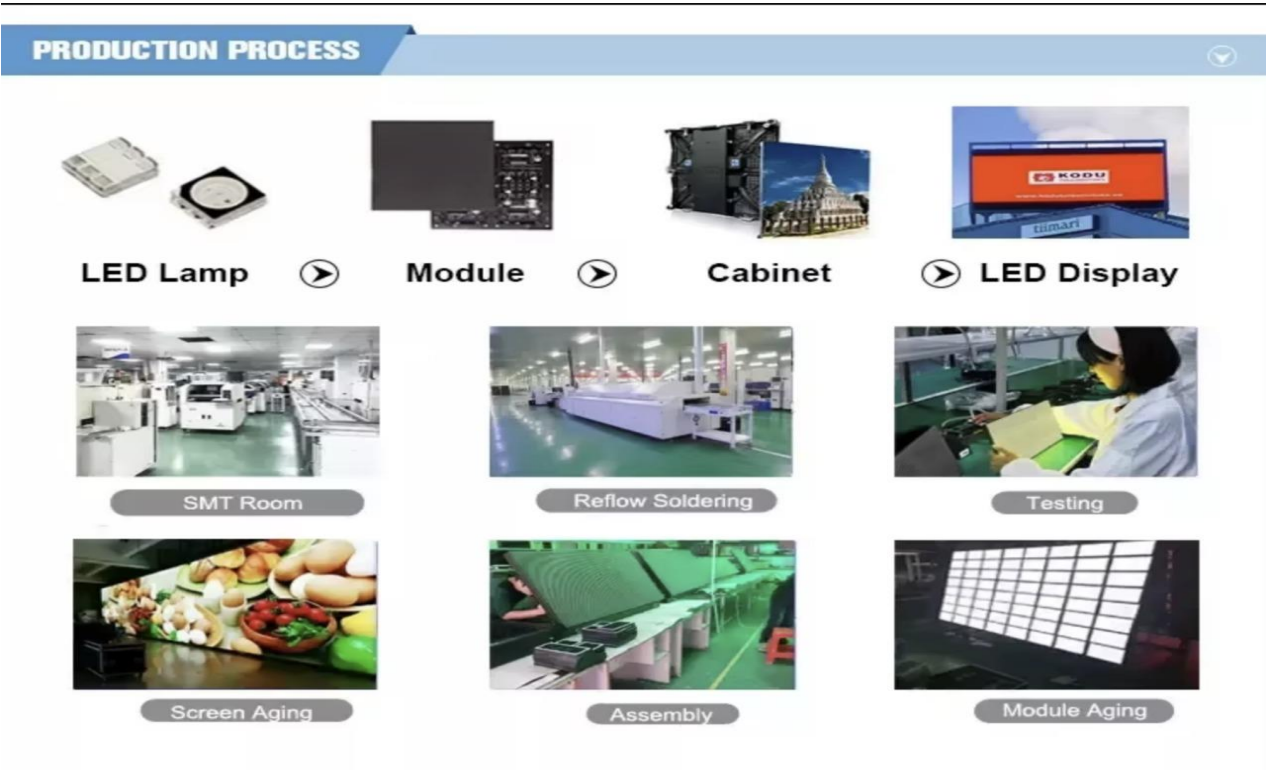 PRODUCTION PROCESS
KODU
tiimari
LED Lamp
Module
Cabinet
LED Display
SMT Room
Reflow Soldering
Testing
Screen Aging
Assembly
Module Aging